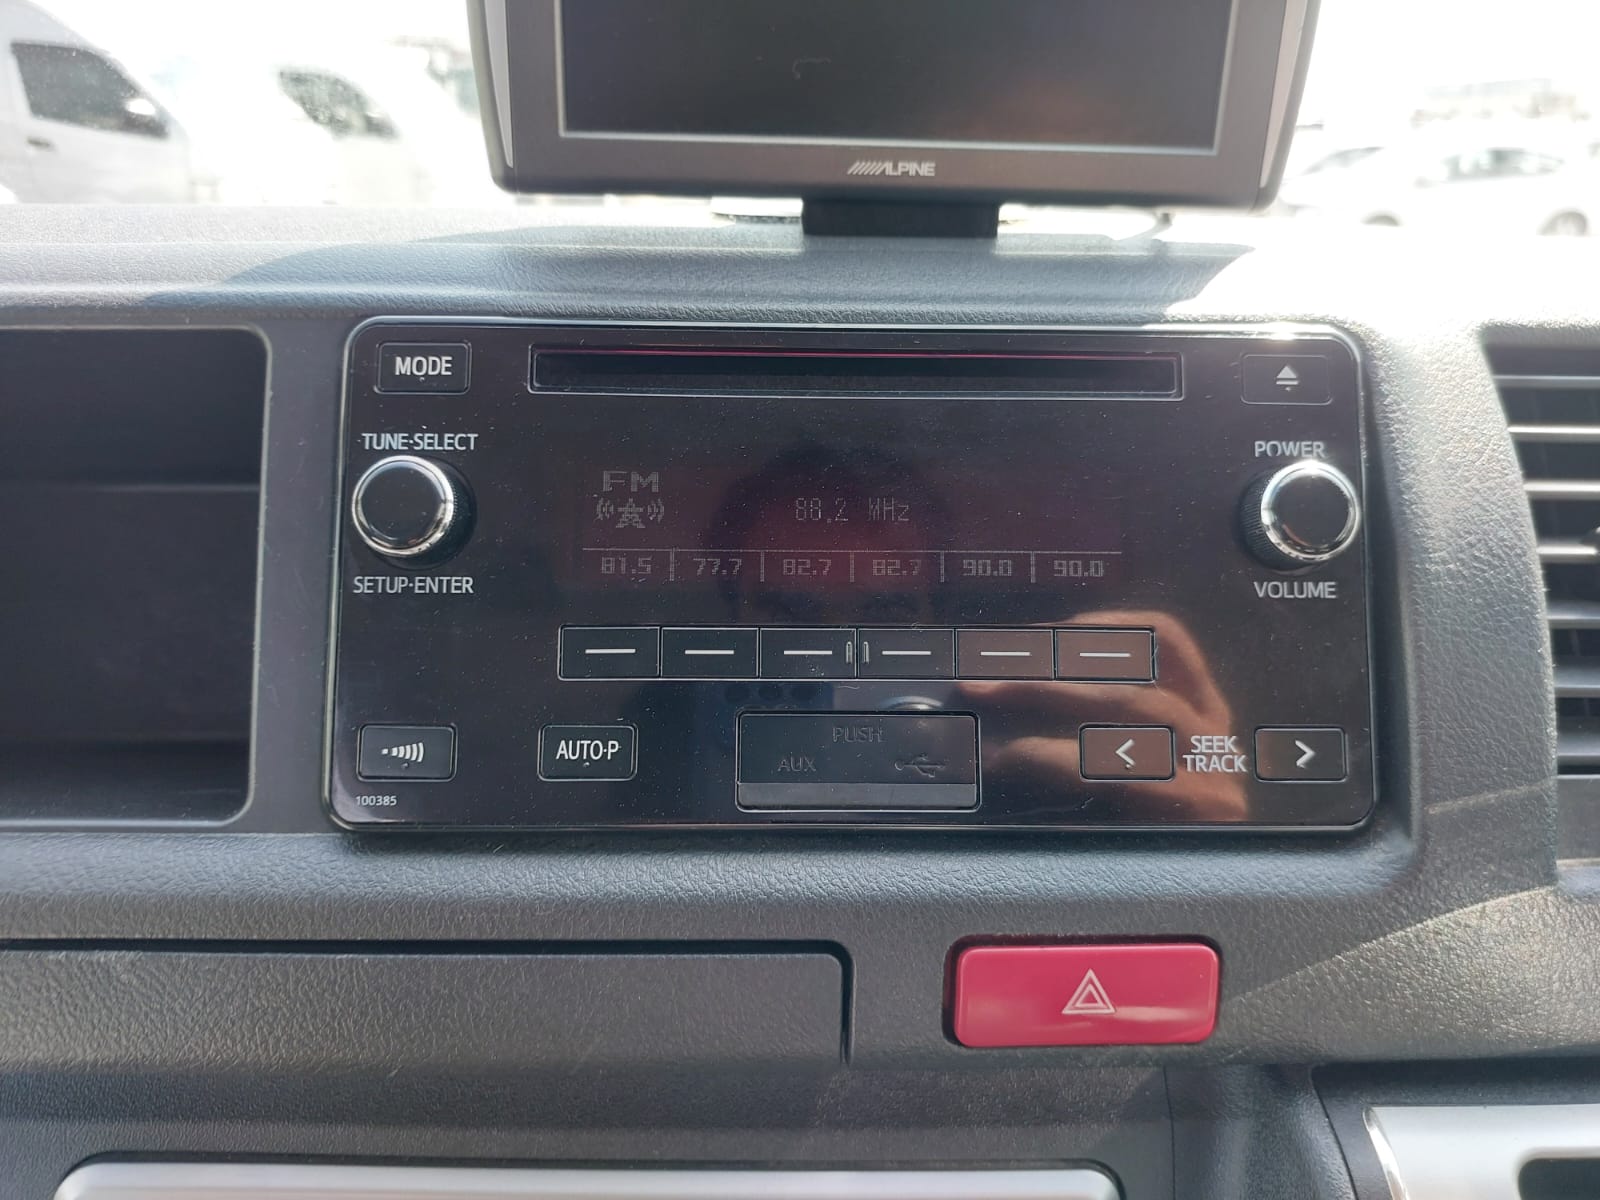 ALPINE
MODE
TUNE·SELECT
POWER
FM
88.2 MHz
81.5 77.7 82.7 82.7 90.0 90.0
SETUP·ENTER
VOLUME
PUSH
AUX
AUTO·P
SEEK
TRACK
100385